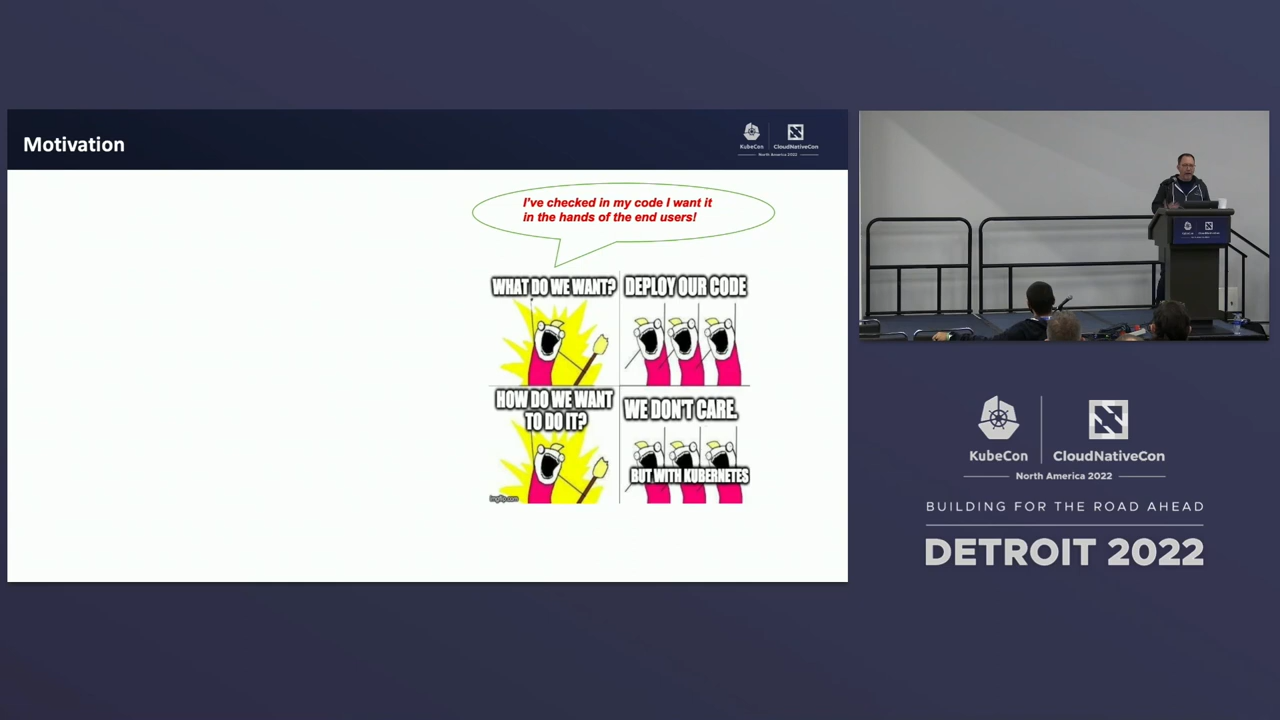 Motivation
KubeCon
CloudNativeCon
North America 2022
I've checked in my code I want it
in the hands of the end users!
WHAT DO WE WANT?
DEPLOY OUR CODE
HOW DO WE WANT
TO DO IT?
WE DON'T CARE.
BUT WITH KUBERNETES
imgflip.com
KubeCon
CloudNativeCon
North America 2022
BUILDING FOR THE ROAD AHEAD
DETROIT 2022